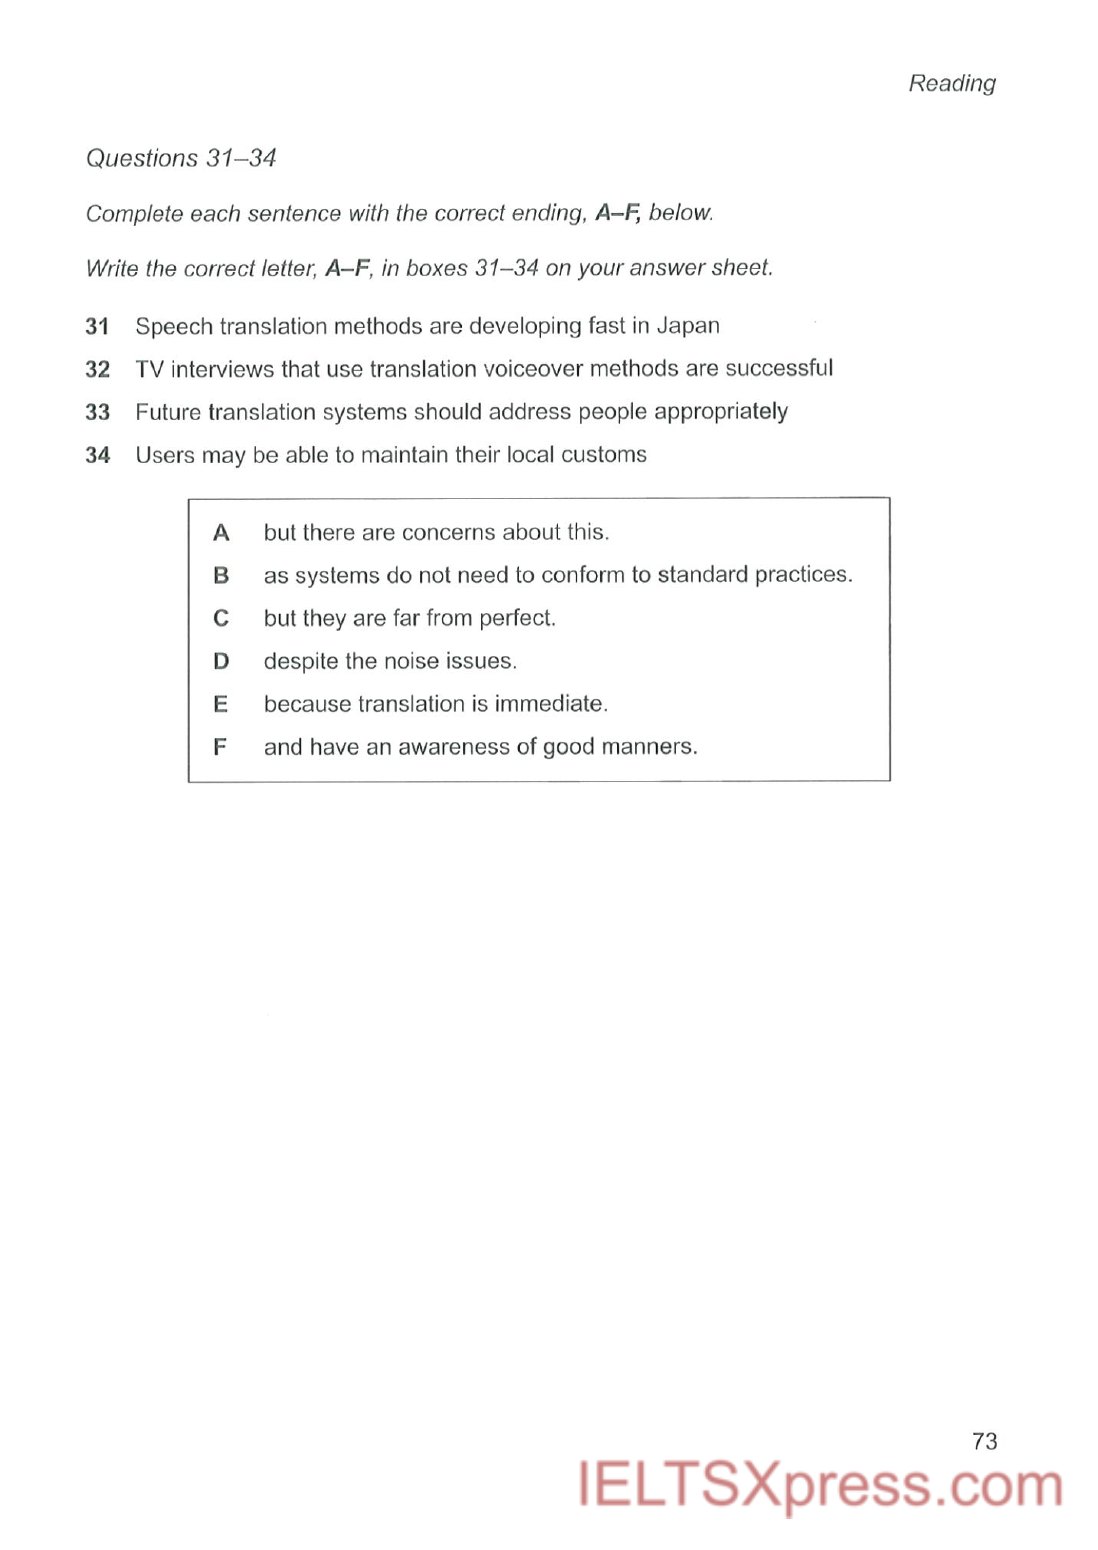 Reading
Questions 31–34
Complete each sentence with the correct ending, A–F, below.
Write the correct letter, A–F, in boxes 31–34 on your answer sheet.
31 Speech translation methods are developing fast in Japan
32 TV interviews that use translation voiceover methods are successful
33 Future translation systems should address people appropriately
34 Users may be able to maintain their local customs
A but there are concerns about this.
B as systems do not need to conform to standard practices.
C but they are far from perfect.
D despite the noise issues.
E because translation is immediate.
F and have an awareness of good manners.
73
IELTSXpress.com